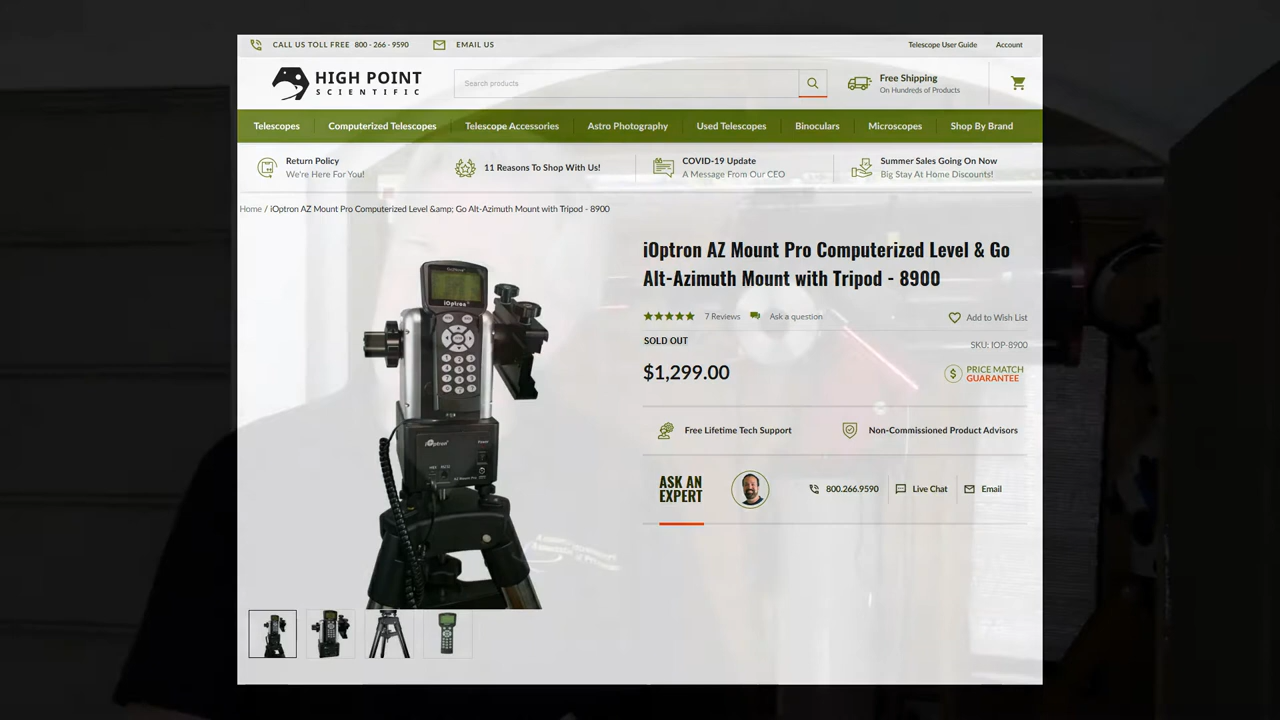 CALL US TOLL FREE 800 - 266 - 9590
EMAIL US
Telescope User Guide
Account
HIGH POINT
SCIENTIFIC
Search products
Free Shipping
On Hundreds of Products
Telescopes
Computerized Telescopes
Telescope Accessories
Astro Photography
Used Telescopes
Binoculars
Microscopes
Shop By Brand
Return Policy
We're Here For You!
11 Reasons To Shop With Us!
COVID-19 Update
A Message From Our CEO
Summer Sales Going On Now
Big Stay At Home Discounts!
Home / iOptron AZ Mount Pro Computerized Level &amp; Go Alt-Azimuth Mount with Tripod - 8900
iOptron AZ Mount Pro Computerized Level & Go
Alt-Azimuth Mount with Tripod - 8900
7 Reviews
Ask a question
Add to Wish List
SOLD OUT
SKU: IOP-8900
$1,299.00
PRICE MATCH
GUARANTEE
Free Lifetime Tech Support
Non-Commissioned Product Advisors
ASK AN
EXPERT
800.266.9590
Live Chat
Email
iOptron
iOptron
Power
AZ Mount Pro